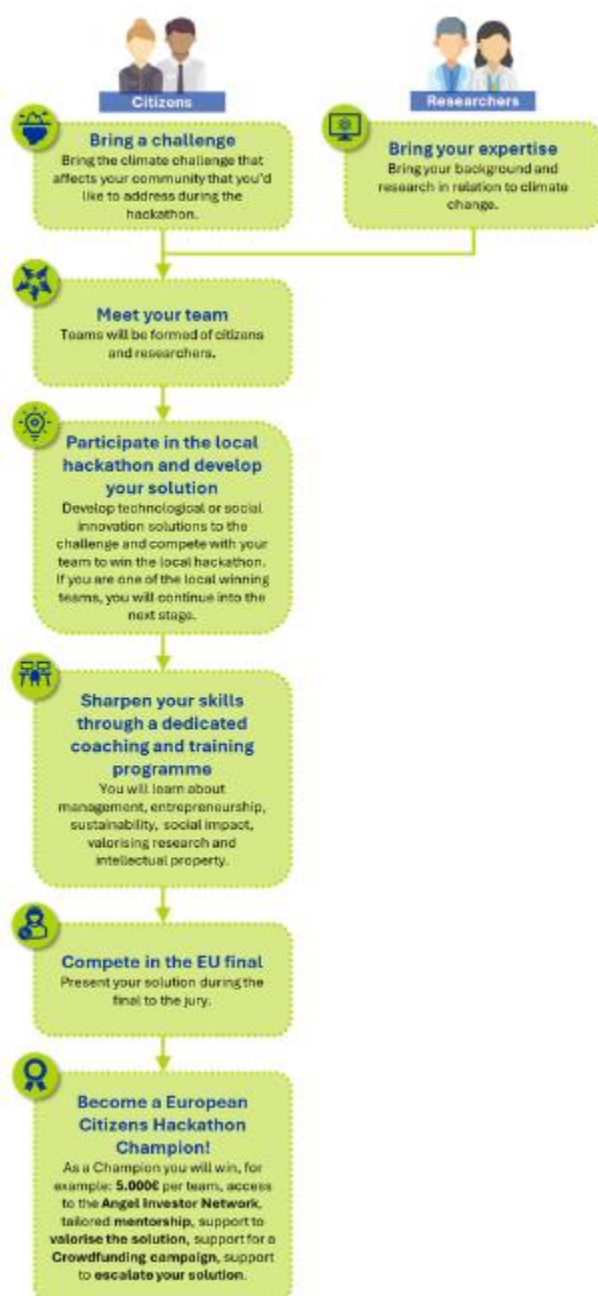 Citizens
Researchers
Bring a challenge
Bring the climate challenge that
affects your community that you'd
like to address during the
hackathon.
Bring your expertise
Bring your background and
research in relation to climate
change.
Meet your team
Teams will be formed of citizens
and researchers.
Participate in the local
hackathon and develop
your solution
Develop technological or social
innovation solutions to the
challenge and compete with your
team to win the local hackathon.
If you are one of the local winning
teams, you will continue into the
next stage.
Sharpen your skills
through a dedicated
coaching and training
programme
You will learn about
management, entrepreneurship,
sustainability, social impact,
valorising research and
intellectual property.
Compete in the EU final
Present your solution during the
final to the jury.
Become a European
Citizens Hackathon
Champion!
As a Champion you will win, for
example: 5.000€ per team, access
to the Angel Investor Network,
tailored mentorship, support to
valorise the solution, support for a
Crowdfunding campaign, support
to escalate your solution.